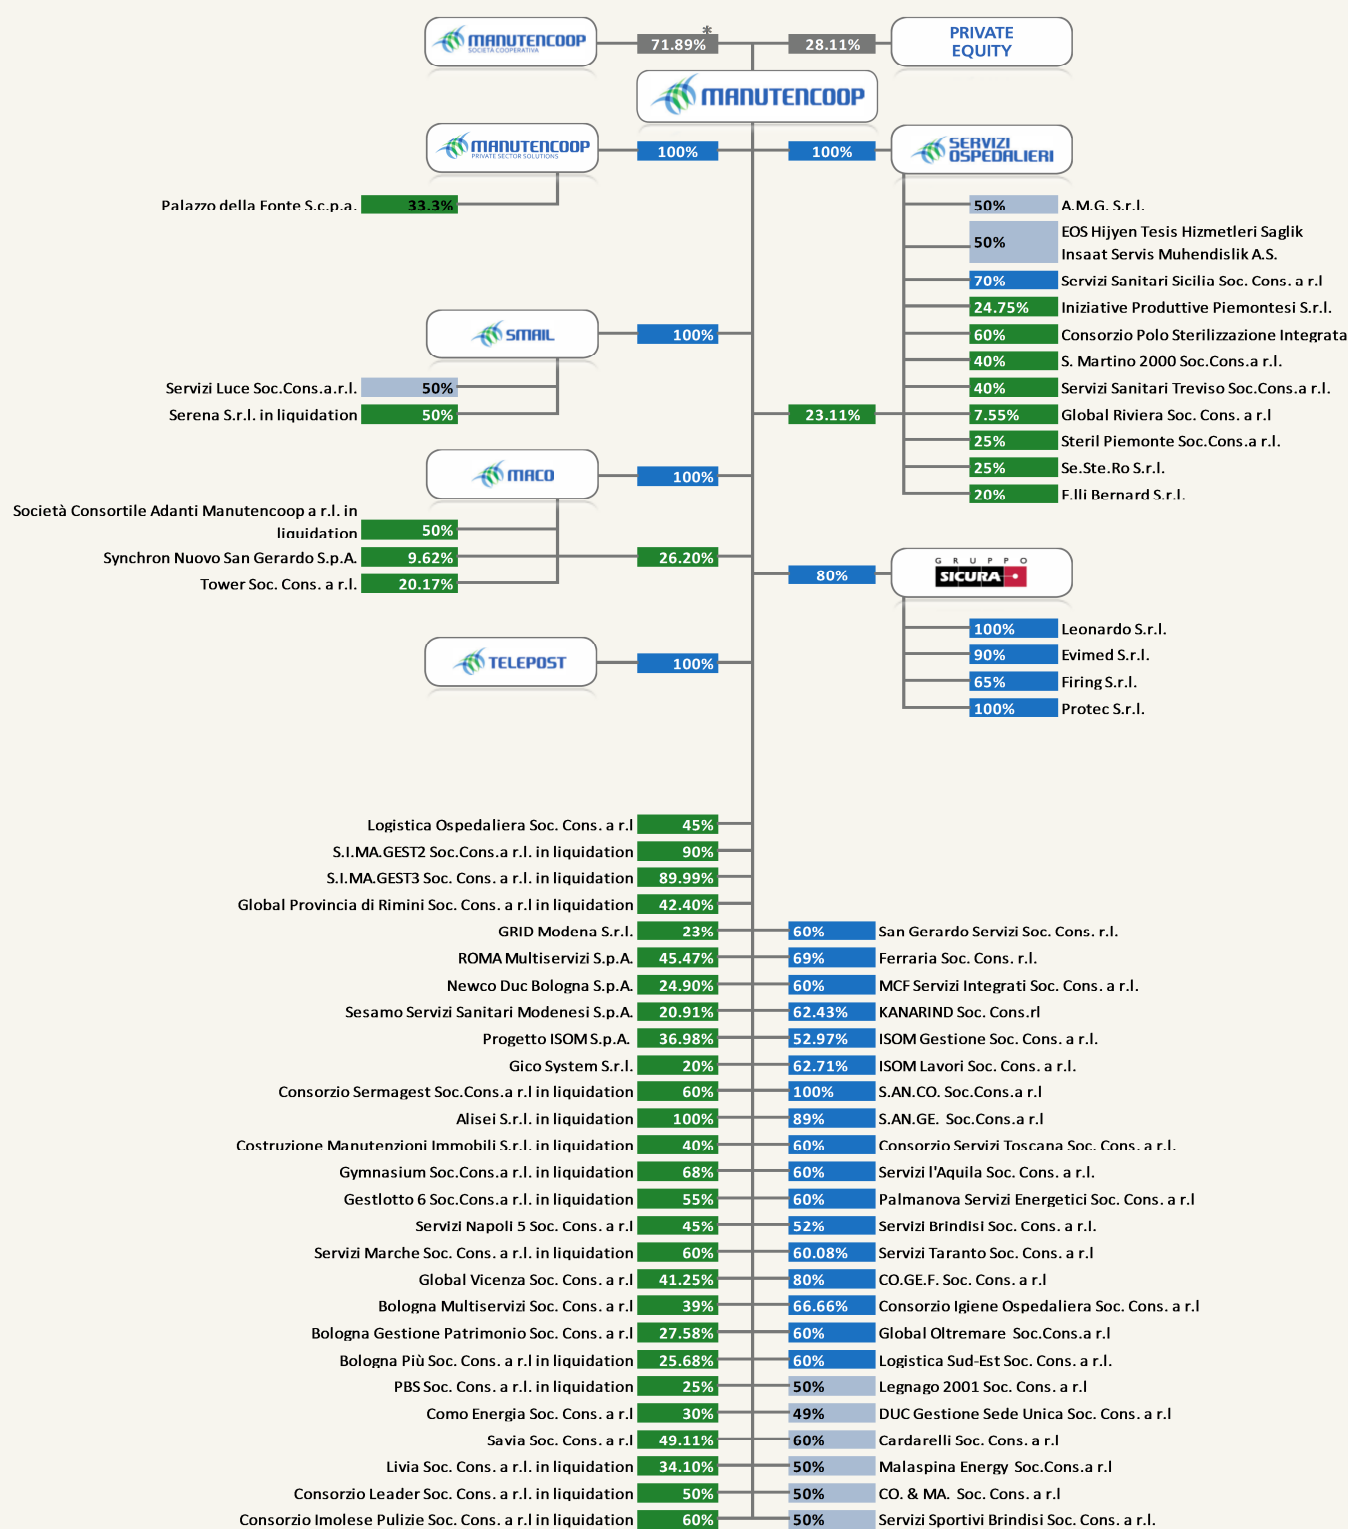 MANUTENCOOP
SOCIETÀ COOPERATIVA
71.89%
*
28.11%
PRIVATE
EQUITY
MANUTENCOOP
MANUTENCOOP
PRIVATE SECTOR SOLUTIONS
100%
100%
SERVIZI
OSPEDALIERI
Palazzo della Fonte S.c.p.a.
33.3%
50%
A.M.G. S.r.l.
50%
EOS Hijyen Tesis Hizmetleri Saglik
Insaat Servis Muhendislik A.S.
70%
Servizi Sanitari Sicilia Soc. Cons. a r.l
24.75%
Iniziative Produttive Piemontesi S.r.l.
60%
Consorzio Polo Sterilizzazione Integrata
40%
S. Martino 2000 Soc.Cons.a r.l.
40%
Servizi Sanitari Treviso Soc.Cons.a r.l.
7.55%
Global Riviera Soc. Cons. a r.l
25%
Steril Piemonte Soc.Cons.a r.l.
25%
Se.Ste.Ro S.r.l.
20%
F.lli Bernard S.r.l.
23.11%
SMAIL
100%
Servizi Luce Soc.Cons.a.r.l.
50%
Serena S.r.l. in liquidation
50%
MACO
100%
Società Consortile Adanti Manutencoop a r.l. in
liquidation
50%
Synchron Nuovo San Gerardo S.p.A.
9.62%
26.20%
Tower Soc. Cons. a r.l.
20.17%
80%
GRUPPO
SICURA
100%
Leonardo S.r.l.
90%
Evimed S.r.l.
65%
Firing S.r.l.
100%
Protec S.r.l.
TELEPOST
100%
Logistica Ospedaliera Soc. Cons. a r.l
45%
S.I.MA.GEST2 Soc.Cons.a r.l. in liquidation
90%
S.I.MA.GEST3 Soc. Cons. a r.l. in liquidation
89.99%
Global Provincia di Rimini Soc. Cons. a r.l in liquidation
42.40%
GRID Modena S.r.l.
23%
60%
San Gerardo Servizi Soc. Cons. r.l.
ROMA Multiservizi S.p.A.
45.47%
69%
Ferraria Soc. Cons. r.l.
Newco Duc Bologna S.p.A.
24.90%
60%
MCF Servizi Integrati Soc. Cons. a r.l.
Sesamo Servizi Sanitari Modenesi S.p.A.
20.91%
62.43%
KANARIND Soc. Cons.rl
Progetto ISOM S.p.A.
36.98%
52.97%
ISOM Gestione Soc. Cons. a r.l.
Gico System S.r.l.
20%
62.71%
ISOM Lavori Soc. Cons. a r.l.
Consorzio Sermagest Soc.Cons.a r.l in liquidation
60%
100%
S.AN.CO. Soc.Cons.a r.l
Alisei S.r.l. in liquidation
100%
89%
S.AN.GE. Soc.Cons.a r.l
Costruzione Manutenzioni Immobili S.r.l. in liquidation
40%
60%
Consorzio Servizi Toscana Soc. Cons. a r.l.
Gymnasium Soc.Cons.a r.l. in liquidation
68%
60%
Servizi l'Aquila Soc. Cons. a r.l.
Gestlotto 6 Soc.Cons.a r.l. in liquidation
55%
60%
Palmanova Servizi Energetici Soc. Cons. a r.l
Servizi Napoli 5 Soc. Cons. a r.l
45%
52%
Servizi Brindisi Soc. Cons. a r.l.
Servizi Marche Soc. Cons. a r.l. in liquidation
60%
60.08%
Servizi Taranto Soc. Cons. a r.l
Global Vicenza Soc. Cons. a r.l
41.25%
80%
CO.GE.F. Soc. Cons. a r.l
Bologna Multiservizi Soc. Cons. a r.l
39%
66.66%
Consorzio Igiene Ospedaliera Soc. Cons. a r.l
Bologna Gestione Patrimonio Soc. Cons. a r.l
27.58%
60%
Global Oltremare Soc.Cons.a r.l
Bologna Più Soc. Cons. a r.l in liquidation
25.68%
60%
Logistica Sud-Est Soc. Cons. a r.l.
PBS Soc. Cons. a r.l. in liquidation
25%
50%
Legnago 2001 Soc. Cons. a r.l
Como Energia Soc. Cons. a r.l
30%
49%
DUC Gestione Sede Unica Soc. Cons. a r.l
Savia Soc. Cons. a r.l
49.11%
60%
Cardarelli Soc. Cons. a r.l
Livia Soc. Cons. a r.l. in liquidation
34.10%
50%
Malaspina Energy Soc.Cons.a r.l
Consorzio Leader Soc. Cons. a r.l. in liquidation
50%
50%
CO. & MA. Soc. Cons. a r.l
Consorzio Imolese Pulizie Soc. Cons. a r.l in liquidation
60%
50%
Servizi Sportivi Brindisi Soc. Cons. a r.l.